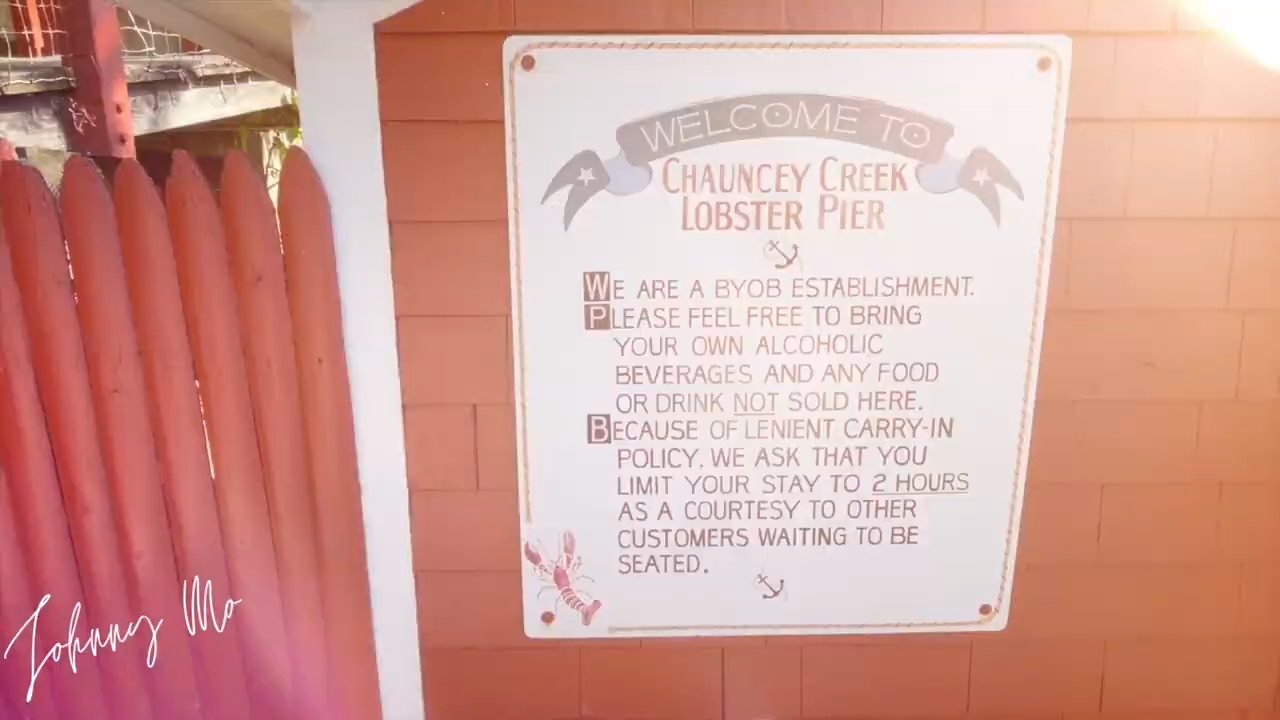 WELCOME TO
CHAUNCEY CREEK
LOBSTER PIER
WE ARE A BYOB ESTABLISHMENT.
PLEASE FEEL FREE TO BRING
YOUR OWN ALCOHOLIC
BEVERAGES AND ANY FOOD
OR DRINK NOT SOLD HERE.
BECAUSE OF LENIENT CARRY-IN
POLICY, WE ASK THAT YOU
LIMIT YOUR STAY TO 2 HOURS
AS A COURTESY TO OTHER
CUSTOMERS WAITING TO BE
SEATED.
Johnny Mo